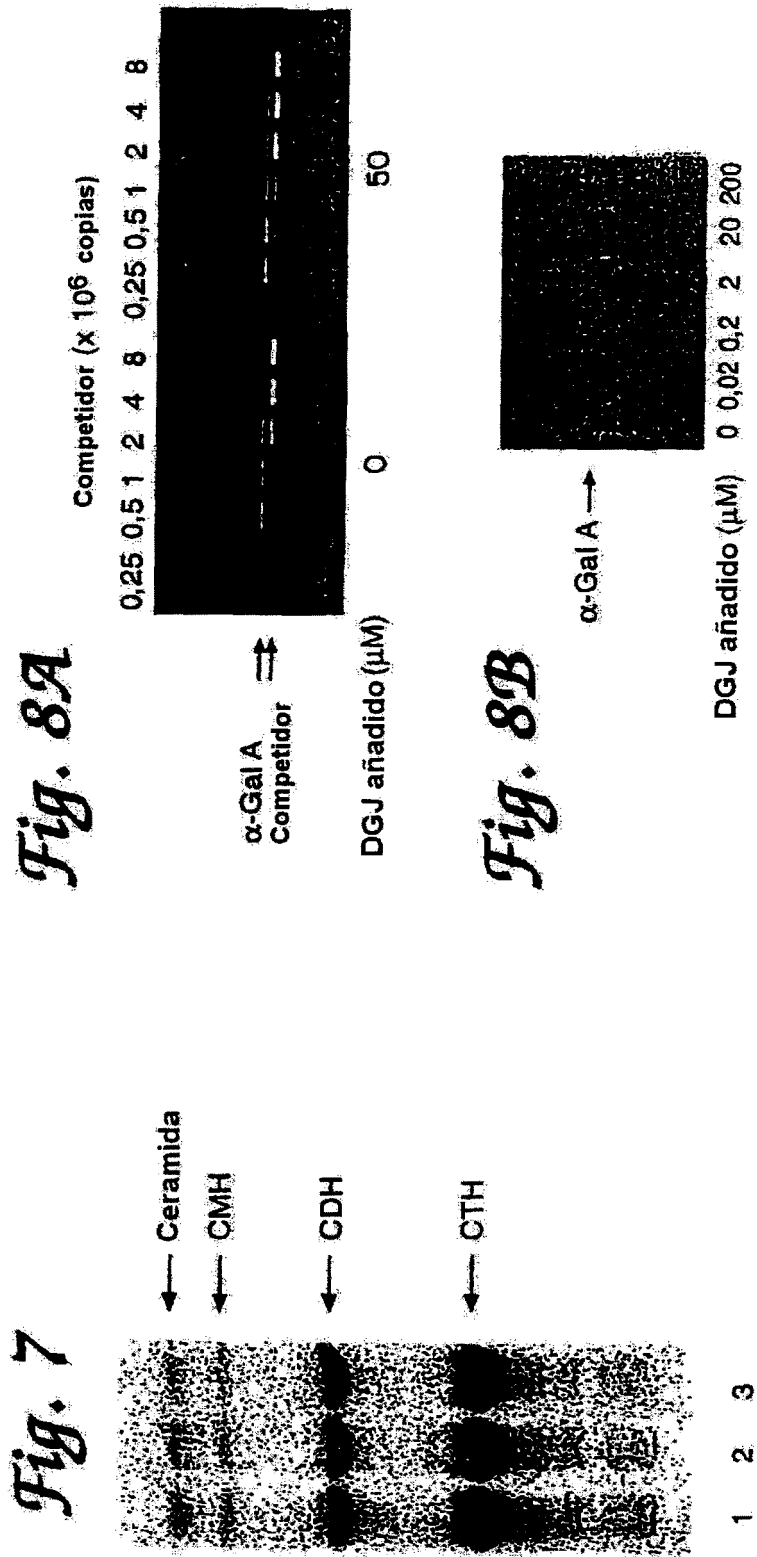 Fig. 7
Ceramida
CMH
CDH
CTH
1 2 3
Fig. 8A
Competidor (x 10⁶ copias)
0,25 0,5 1 2 4 8 0,25 0,5 1 2 4 8
α-Gal A
Competidor
DGJ añadido (μM)
0 50
Fig. 8B
α-Gal A
DGJ añadido (μM)
0 0,02 0,2 2 20 200